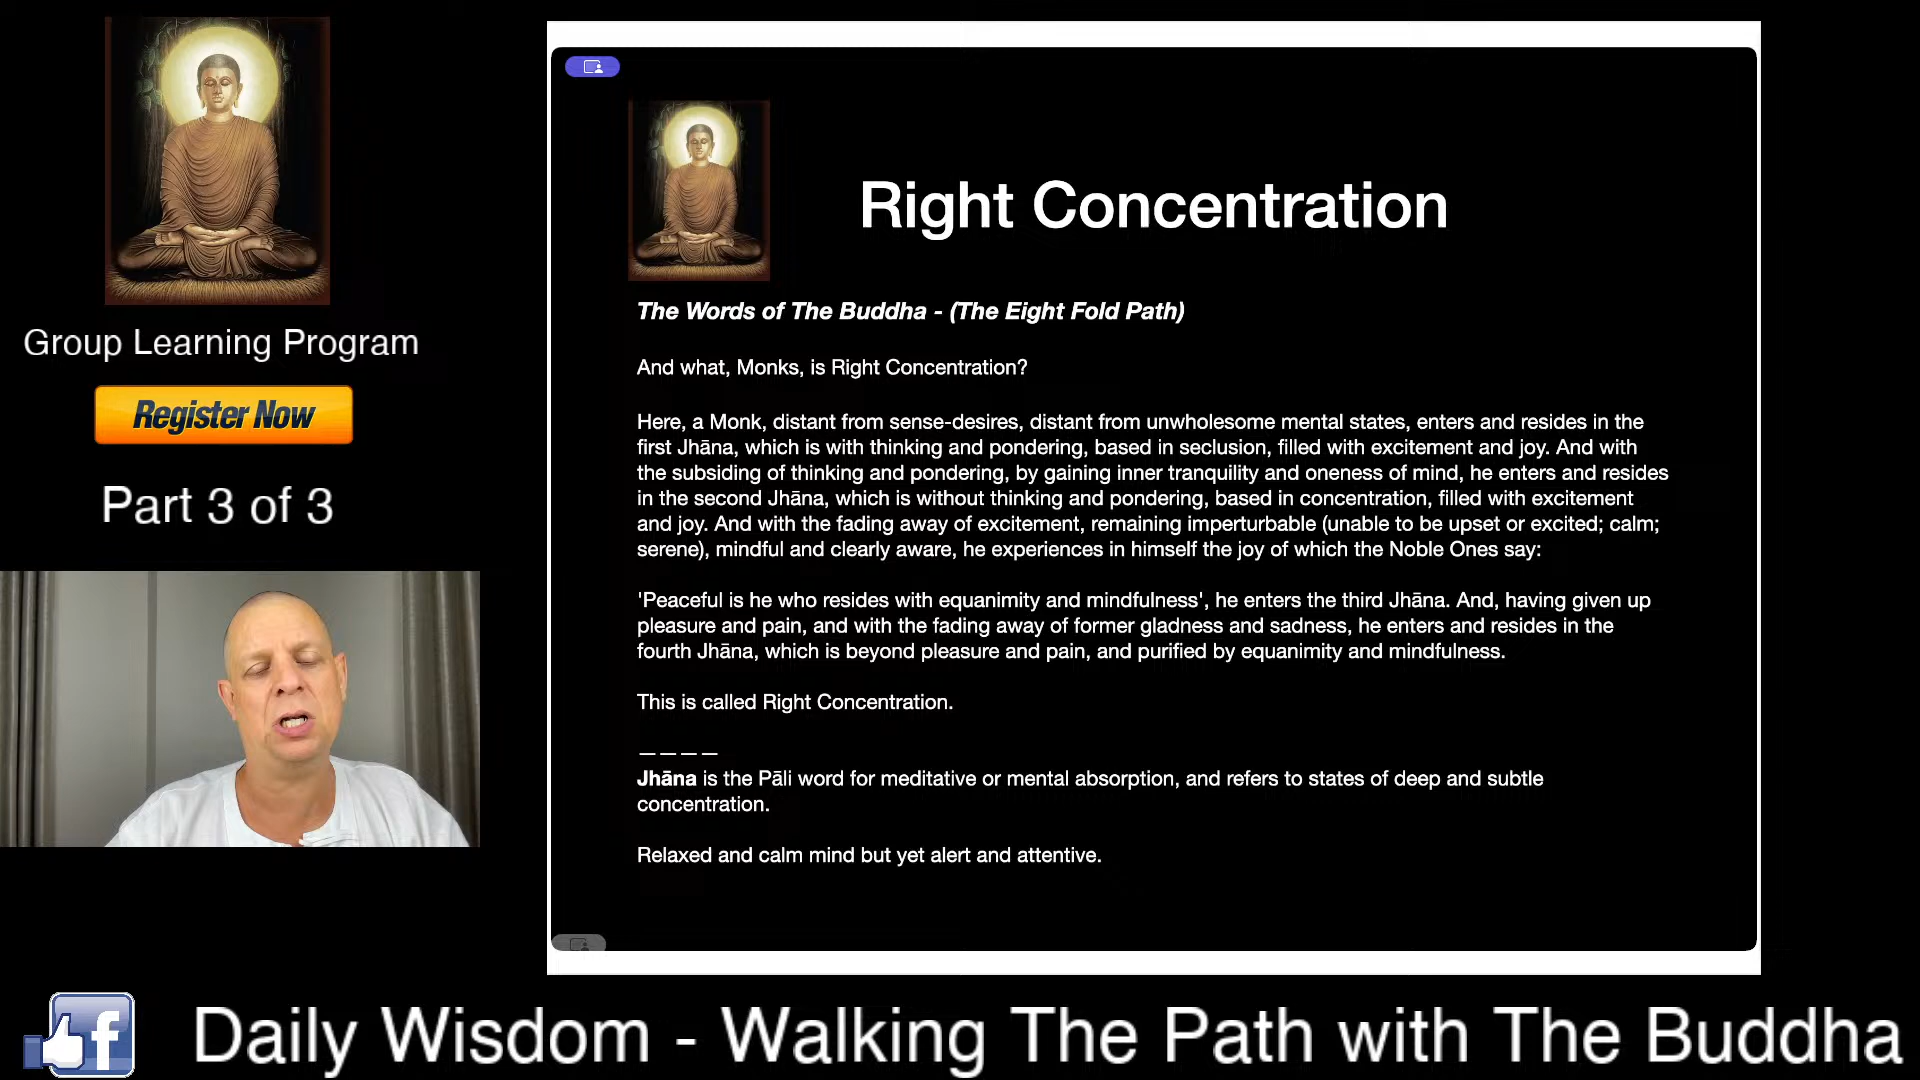 Group Learning Program
Register Now
Part 3 of 3
Right Concentration
The Words of The Buddha - (The Eight Fold Path)
And what, Monks, is Right Concentration?
Here, a Monk, distant from sense-desires, distant from unwholesome mental states, enters and resides in the
first Jhāna, which is with thinking and pondering, based in seclusion, filled with excitement and joy. And with
the subsiding of thinking and pondering, by gaining inner tranquility and oneness of mind, he enters and resides
in the second Jhāna, which is without thinking and pondering, based in concentration, filled with excitement
and joy. And with the fading away of excitement, remaining imperturbable (unable to be upset or excited; calm;
serene), mindful and clearly aware, he experiences in himself the joy of which the Noble Ones say:
'Peaceful is he who resides with equanimity and mindfulness', he enters the third Jhāna. And, having given up
pleasure and pain, and with the fading away of former gladness and sadness, he enters and resides in the
fourth Jhāna, which is beyond pleasure and pain, and purified by equanimity and mindfulness.
This is called Right Concentration.
————
Jhāna is the Pāli word for meditative or mental absorption, and refers to states of deep and subtle
concentration.
Relaxed and calm mind but yet alert and attentive.
f
Daily Wisdom - Walking The Path with The Buddha